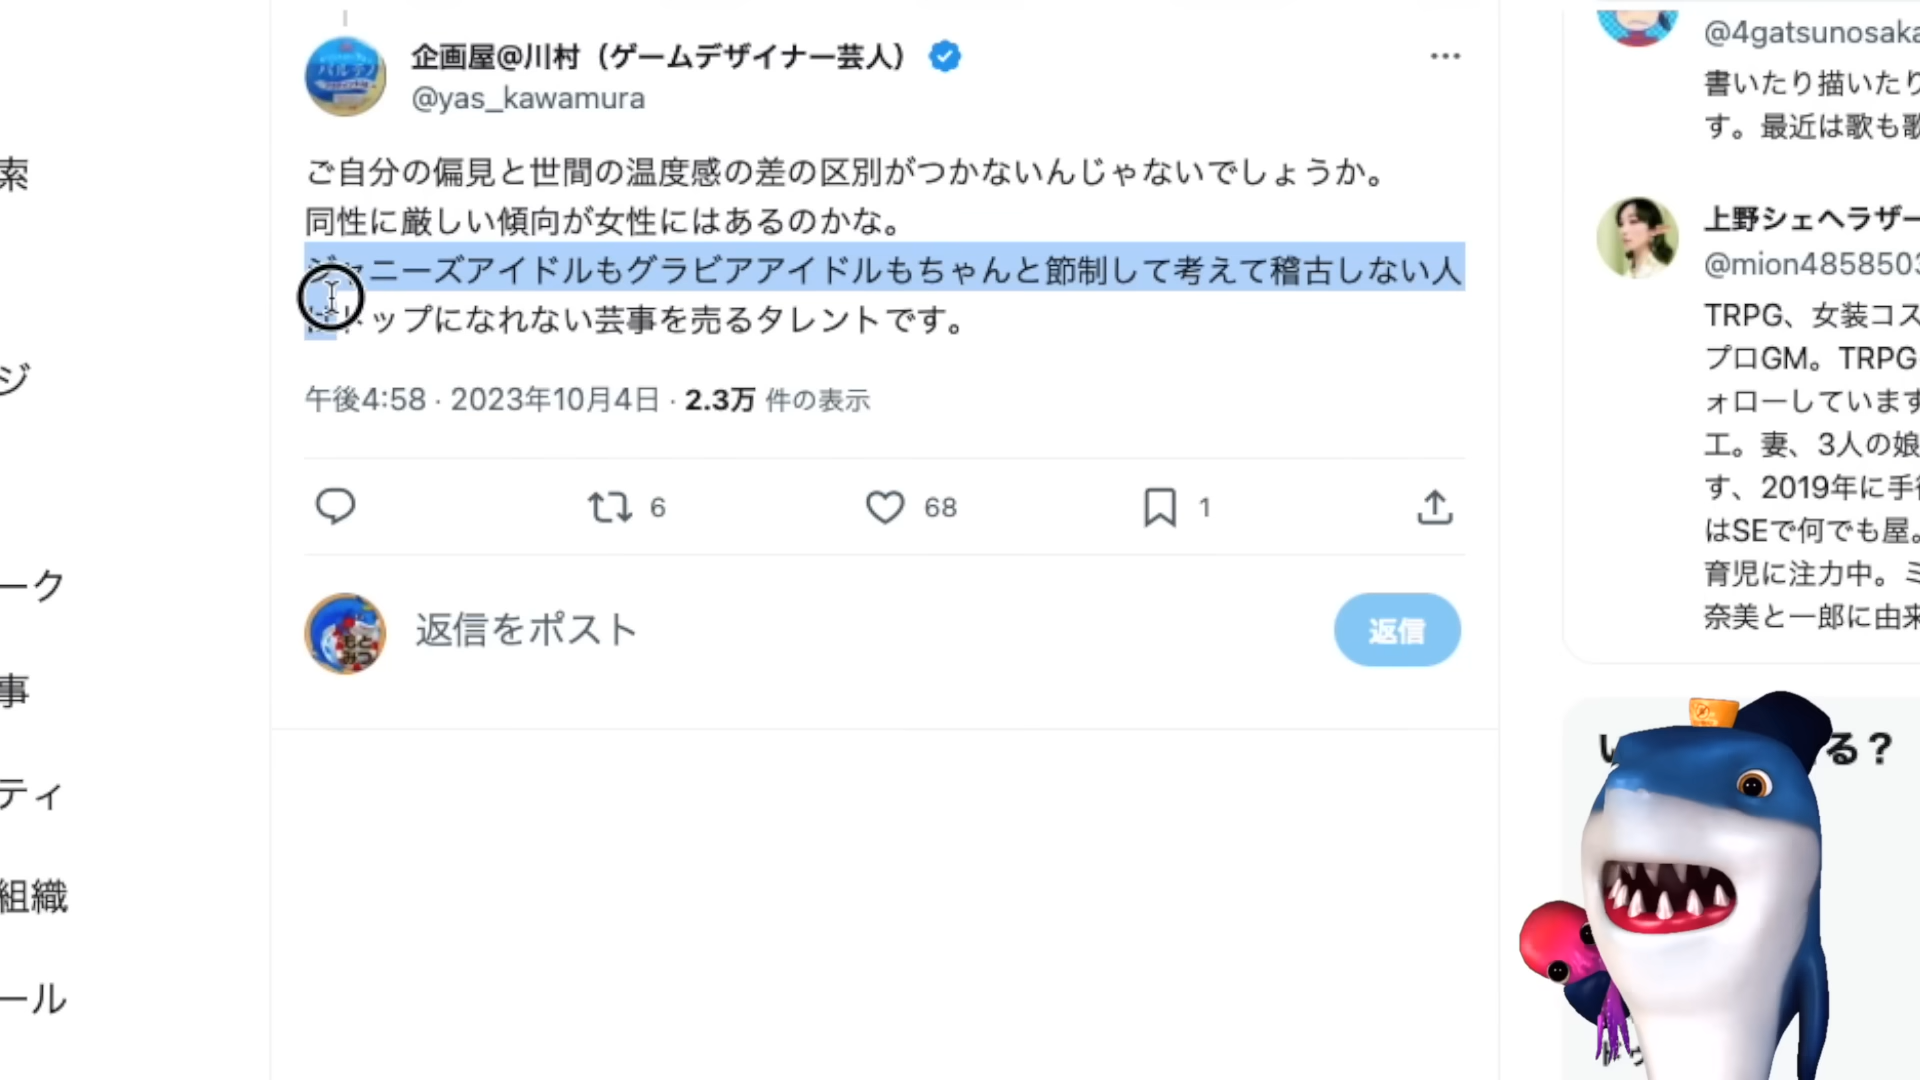 索
ジ
ーク
事
ティ
組織
ール
企画屋@川村（ゲームデザイナー芸人）
@yas_kawamura
ご自分の偏見と世間の温度感の差の区別がつかないんじゃないでしょうか。
同性に厳しい傾向が女性にはあるのかな。
ジャニーズアイドルもグラビアアイドルもちゃんと節制して考えて稽古しない人
はトップになれない芸事を売るタレントです。
午後4:58 · 2023年10月4日 · 2.3万 件の表示
6
68
1
返信をポスト
返信
@4gatsunosaka
書いたり描いたり
す。最近は歌も歌
上野シェヘラザー
@mion4858503
TRPG、女装コス
プロGM。TRPG
ォローしています
工。妻、3人の娘
す、2019年に手術
はSEで何でも屋。
育児に注力中。ミ
奈美と一郎に由来
る？